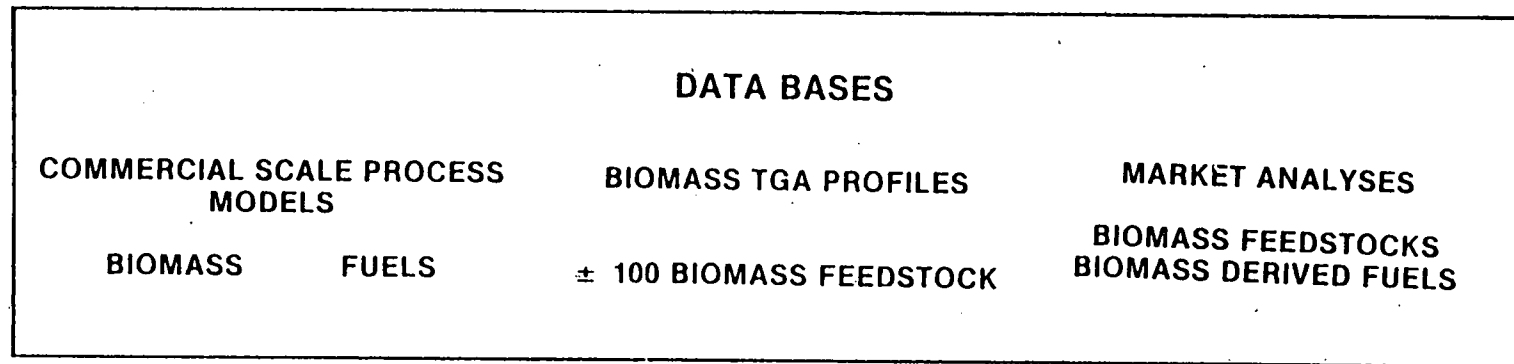 DATA BASES
COMMERCIAL SCALE PROCESS
MODELS
BIOMASS FUELS
BIOMASS TGA PROFILES
± 100 BIOMASS FEEDSTOCK
MARKET ANALYSES
BIOMASS FEEDSTOCKS
BIOMASS DERIVED FUELS